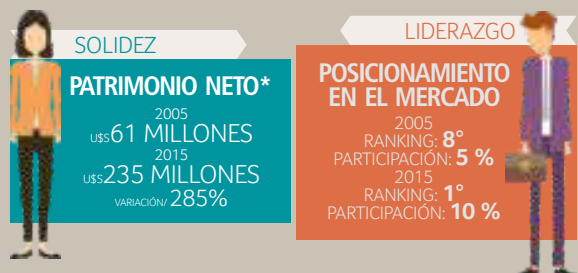 SOLIDEZ
PATRIMONIO NETO*
2005
U$S61 MILLONES
2015
U$S235 MILLONES
VARIACIÓN/ 285%
LIDERAZGO
POSICIONAMIENTO
EN EL MERCADO
2005
RANKING: 8°
PARTICIPACIÓN: 5 %
2015
RANKING: 1°
PARTICIPACIÓN: 10 %